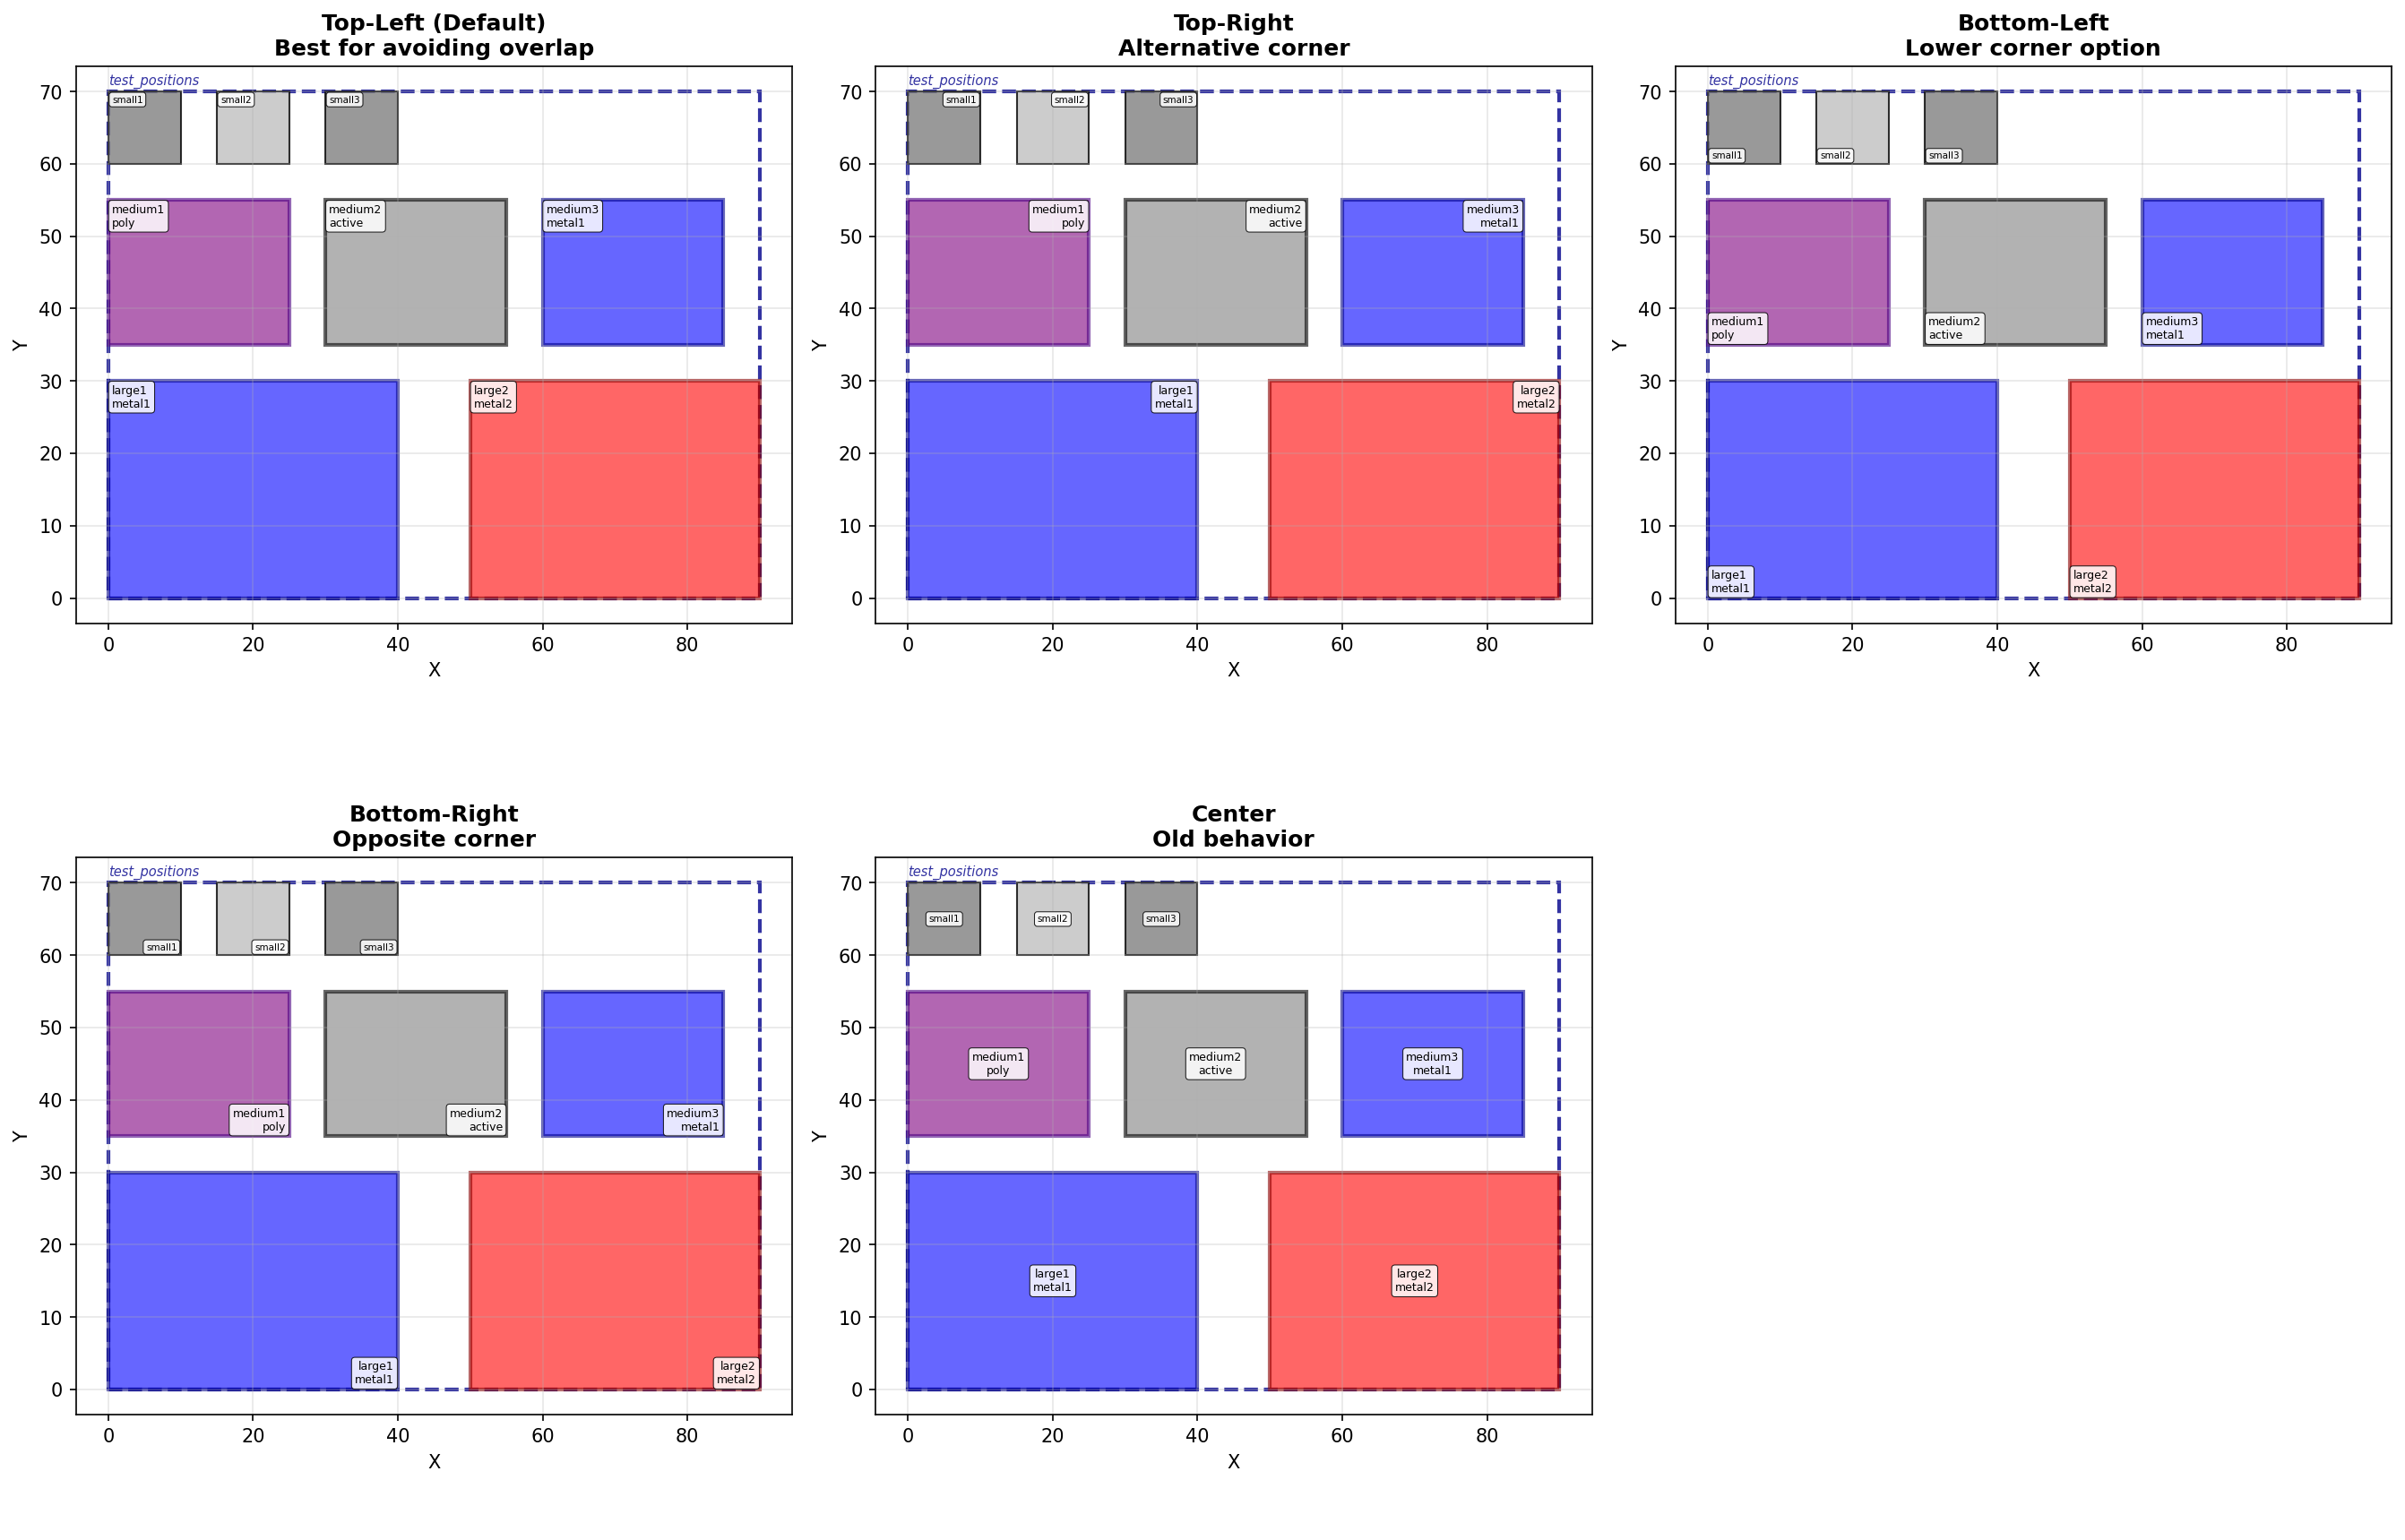 Top-Left (Default)
Best for avoiding overlap
test_positions
70
60
50
40
30
20
10
0
Y
small1
small2
small3
medium1
poly
medium2
active
medium3
metal1
large1
metal1
large2
metal2
0
20
40
60
80
X
Top-Right
Alternative corner
test_positions
70
60
50
40
30
20
10
0
Y
small1
small2
small3
medium1
poly
medium2
active
medium3
metal1
large1
metal1
large2
metal2
0
20
40
60
80
X
Bottom-Left
Lower corner option
test_positions
70
60
50
40
30
20
10
0
Y
small1
small2
small3
medium1
poly
medium2
active
medium3
metal1
large1
metal1
large2
metal2
0
20
40
60
80
X
Bottom-Right
Opposite corner
test_positions
70
60
50
40
30
20
10
0
Y
small1
small2
small3
medium1
poly
medium2
active
medium3
metal1
large1
metal1
large2
metal2
0
20
40
60
80
X
Center
Old behavior
test_positions
70
60
50
40
30
20
10
0
Y
small1
small2
small3
medium1
poly
medium2
active
medium3
metal1
large1
metal1
large2
metal2
0
20
40
60
80
X